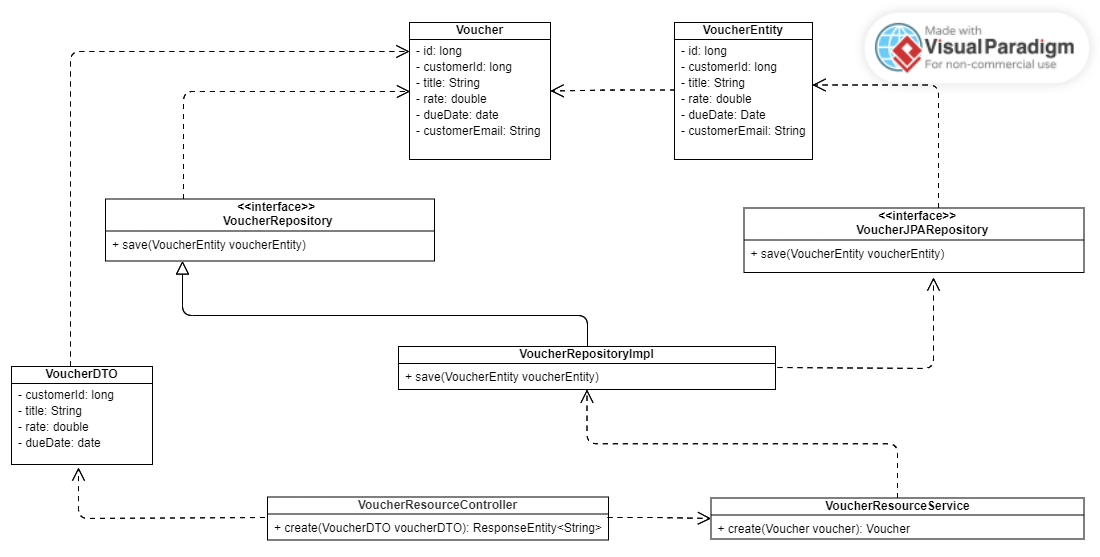 Voucher
- id: long
- customerId: long
- title: String
- rate: double
- dueDate: date
- customerEmail: String
VoucherEntity
- id: long
- customerId: long
- title: String
- rate: double
- dueDate: Date
- customerEmail: String
Made with
Visual Paradigm
For non-commercial use
<<interface>>
VoucherRepository
+ save(VoucherEntity voucherEntity)
<<interface>>
VoucherJPARepository
+ save(VoucherEntity voucherEntity)
VoucherRepositoryImpl
+ save(VoucherEntity voucherEntity)
VoucherDTO
- customerId: long
- title: String
- rate: double
- dueDate: date
VoucherResourceController
+ create(VoucherDTO voucherDTO): ResponseEntity<String>
VoucherResourceService
+ create(Voucher voucher): Voucher